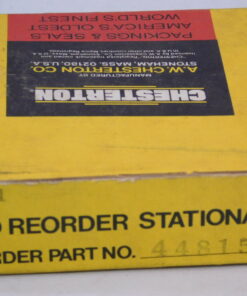 PACKINGS & SEALS
AMERICA'S OLDEST
WORLD'S FINEST
MANUFACTURED BY
A.W. CHESTERTON CO.
STONEHAM, MASS. 02180, U.S.A.
CHESTERTON
REORDER STATIONA
RDER PART NO. 44815